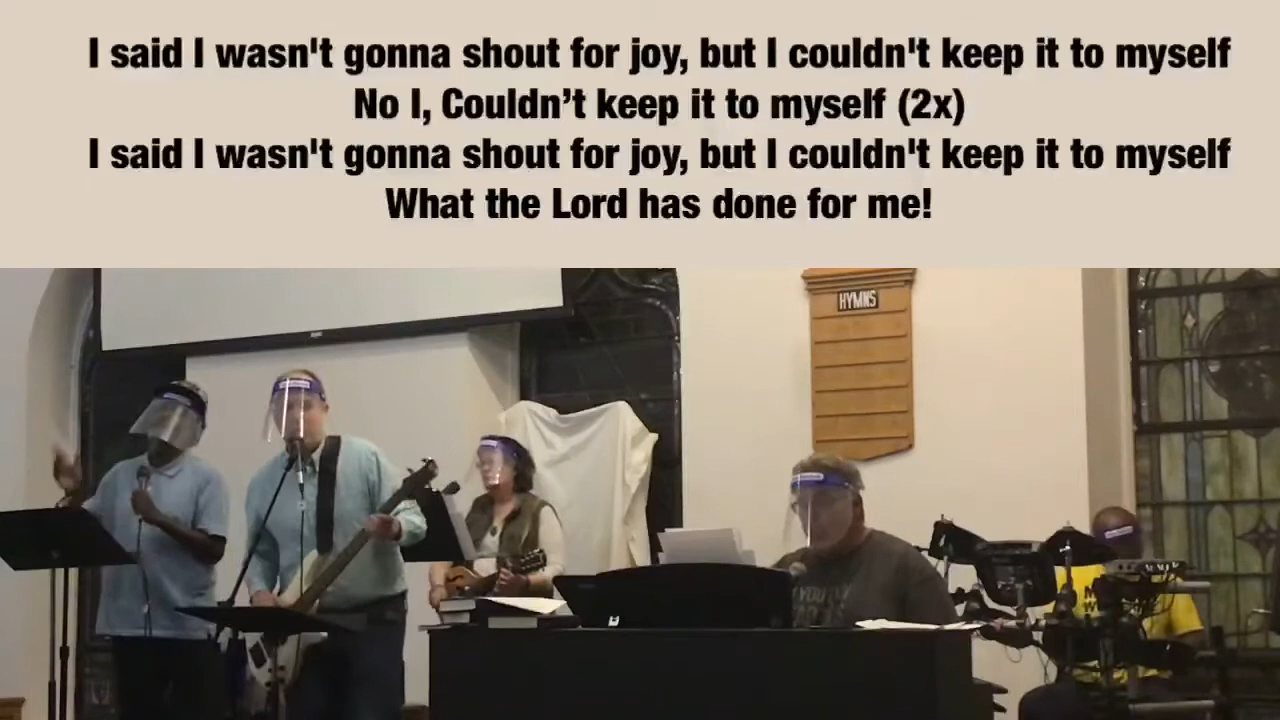 I said I wasn't gonna shout for joy, but I couldn't keep it to myself
No I, Couldn’t keep it to myself (2x)
I said I wasn't gonna shout for joy, but I couldn't keep it to myself
What the Lord has done for me!
HYMNS